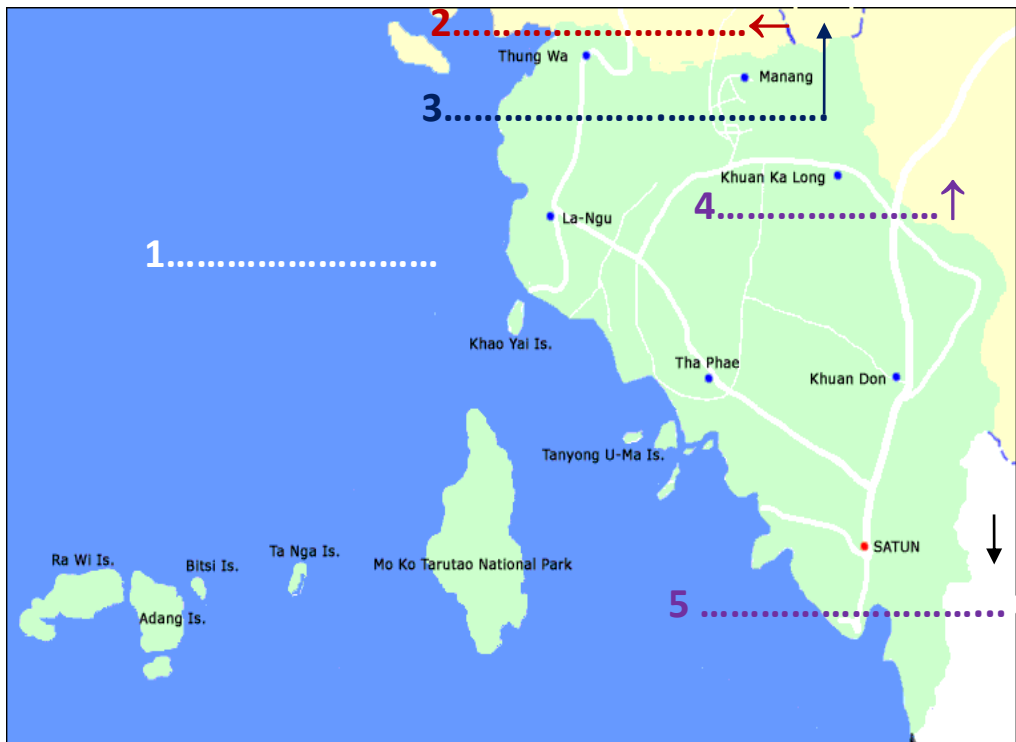 2..............................
Thung Wa
Manang
3........................................
Khuan Ka Long
4.......................
La-Ngu
1............................
Khao Yai Is.
Tha Phae
Khuan Don
Tanyong U-Ma Is.
SATUN
Ta Nga Is.
Ra Wi Is.
Bitsi Is.
Mo Ko Tarutao National Park
Adang Is.
5 ................................